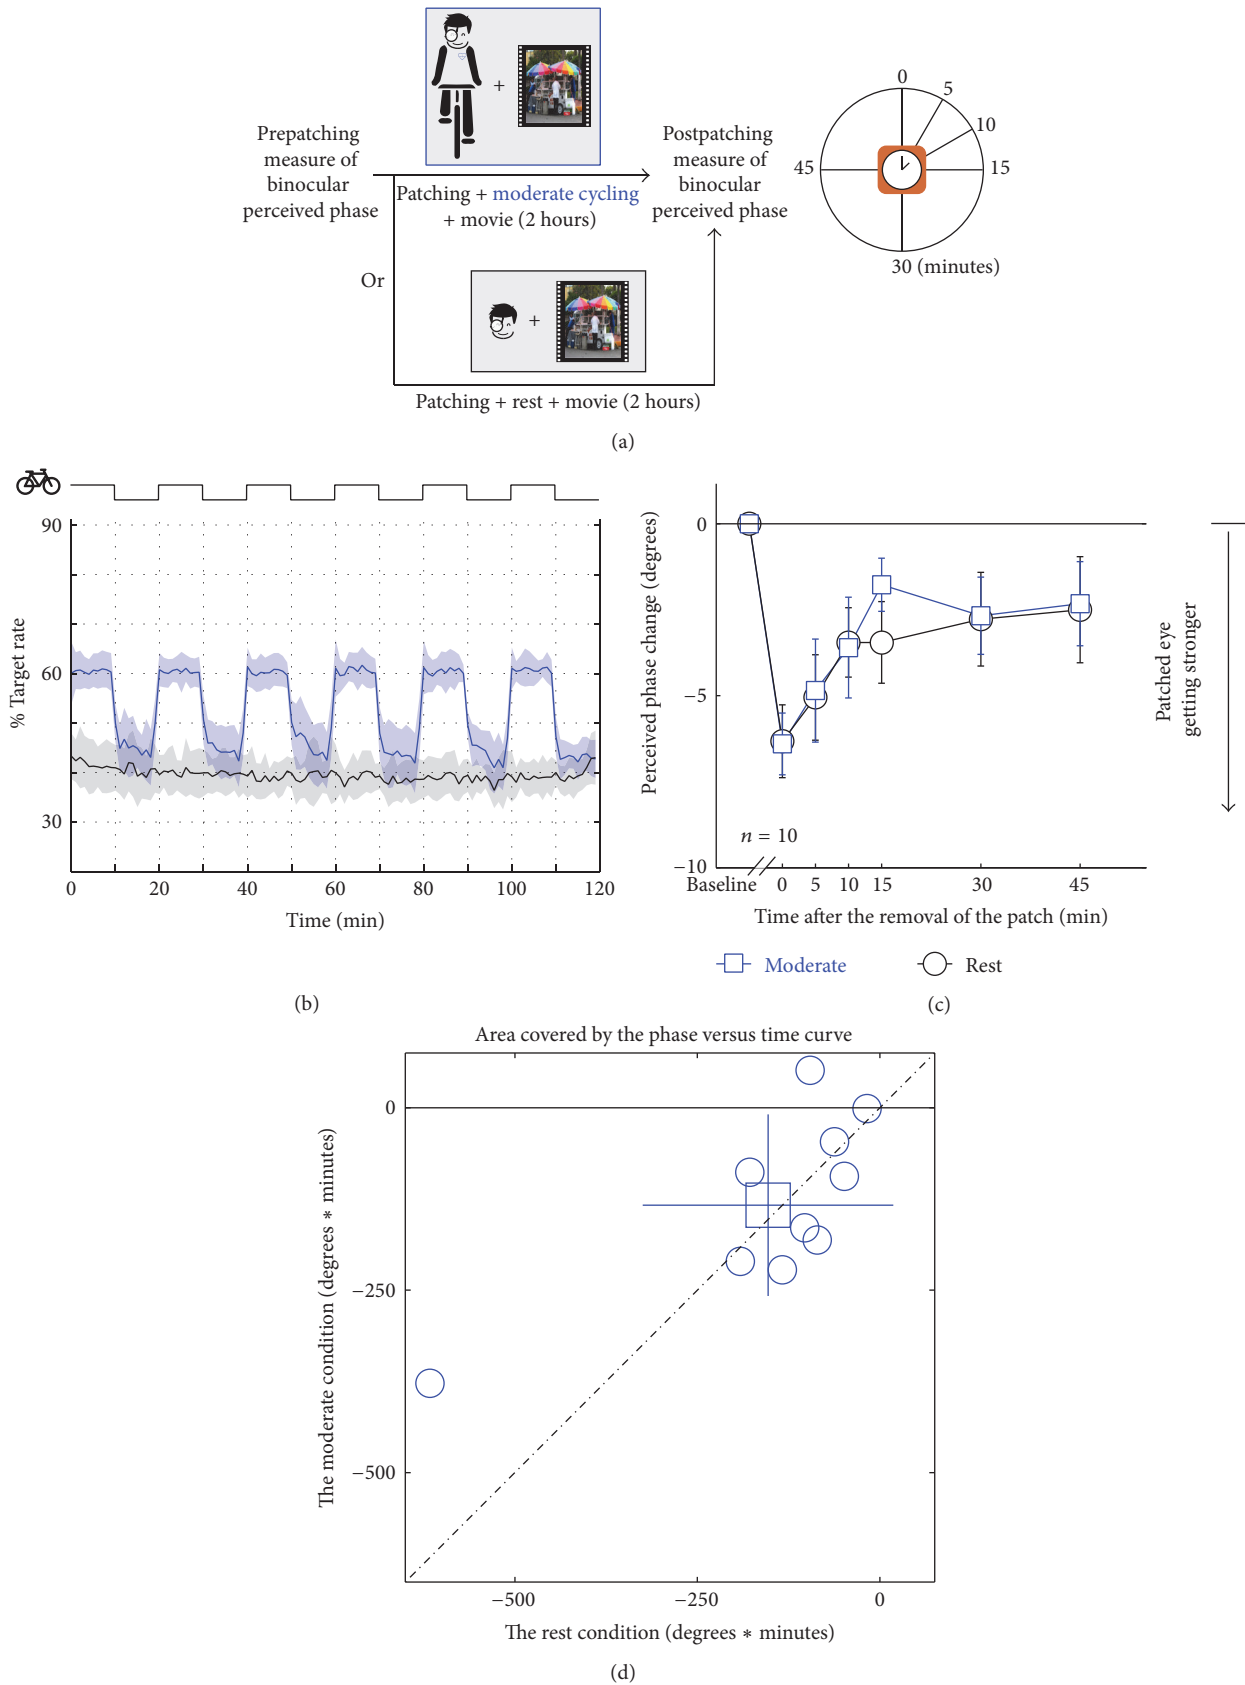 Prepatching
measure of
binocular
perceived phase
+
Patching + moderate cycling
+ movie (2 hours)
Or
+
Patching + rest + movie (2 hours)
Postpatching
measure of
binocular
perceived phase
0
5
10
15
30 (minutes)
45
(a)
% Target rate
90
60
30
0 20 40 60 80 100 120
Time (min)
(b)
Perceived phase change (degrees)
0
−5
−10
n = 10
Baseline 0 5 10 15 30 45
Time after the removal of the patch (min)
Patched eye
getting stronger
Moderate
Rest
(c)
Area covered by the phase versus time curve
The moderate condition (degrees ∗ minutes)
0
−250
−500
−500 −250 0
The rest condition (degrees ∗ minutes)
(d)